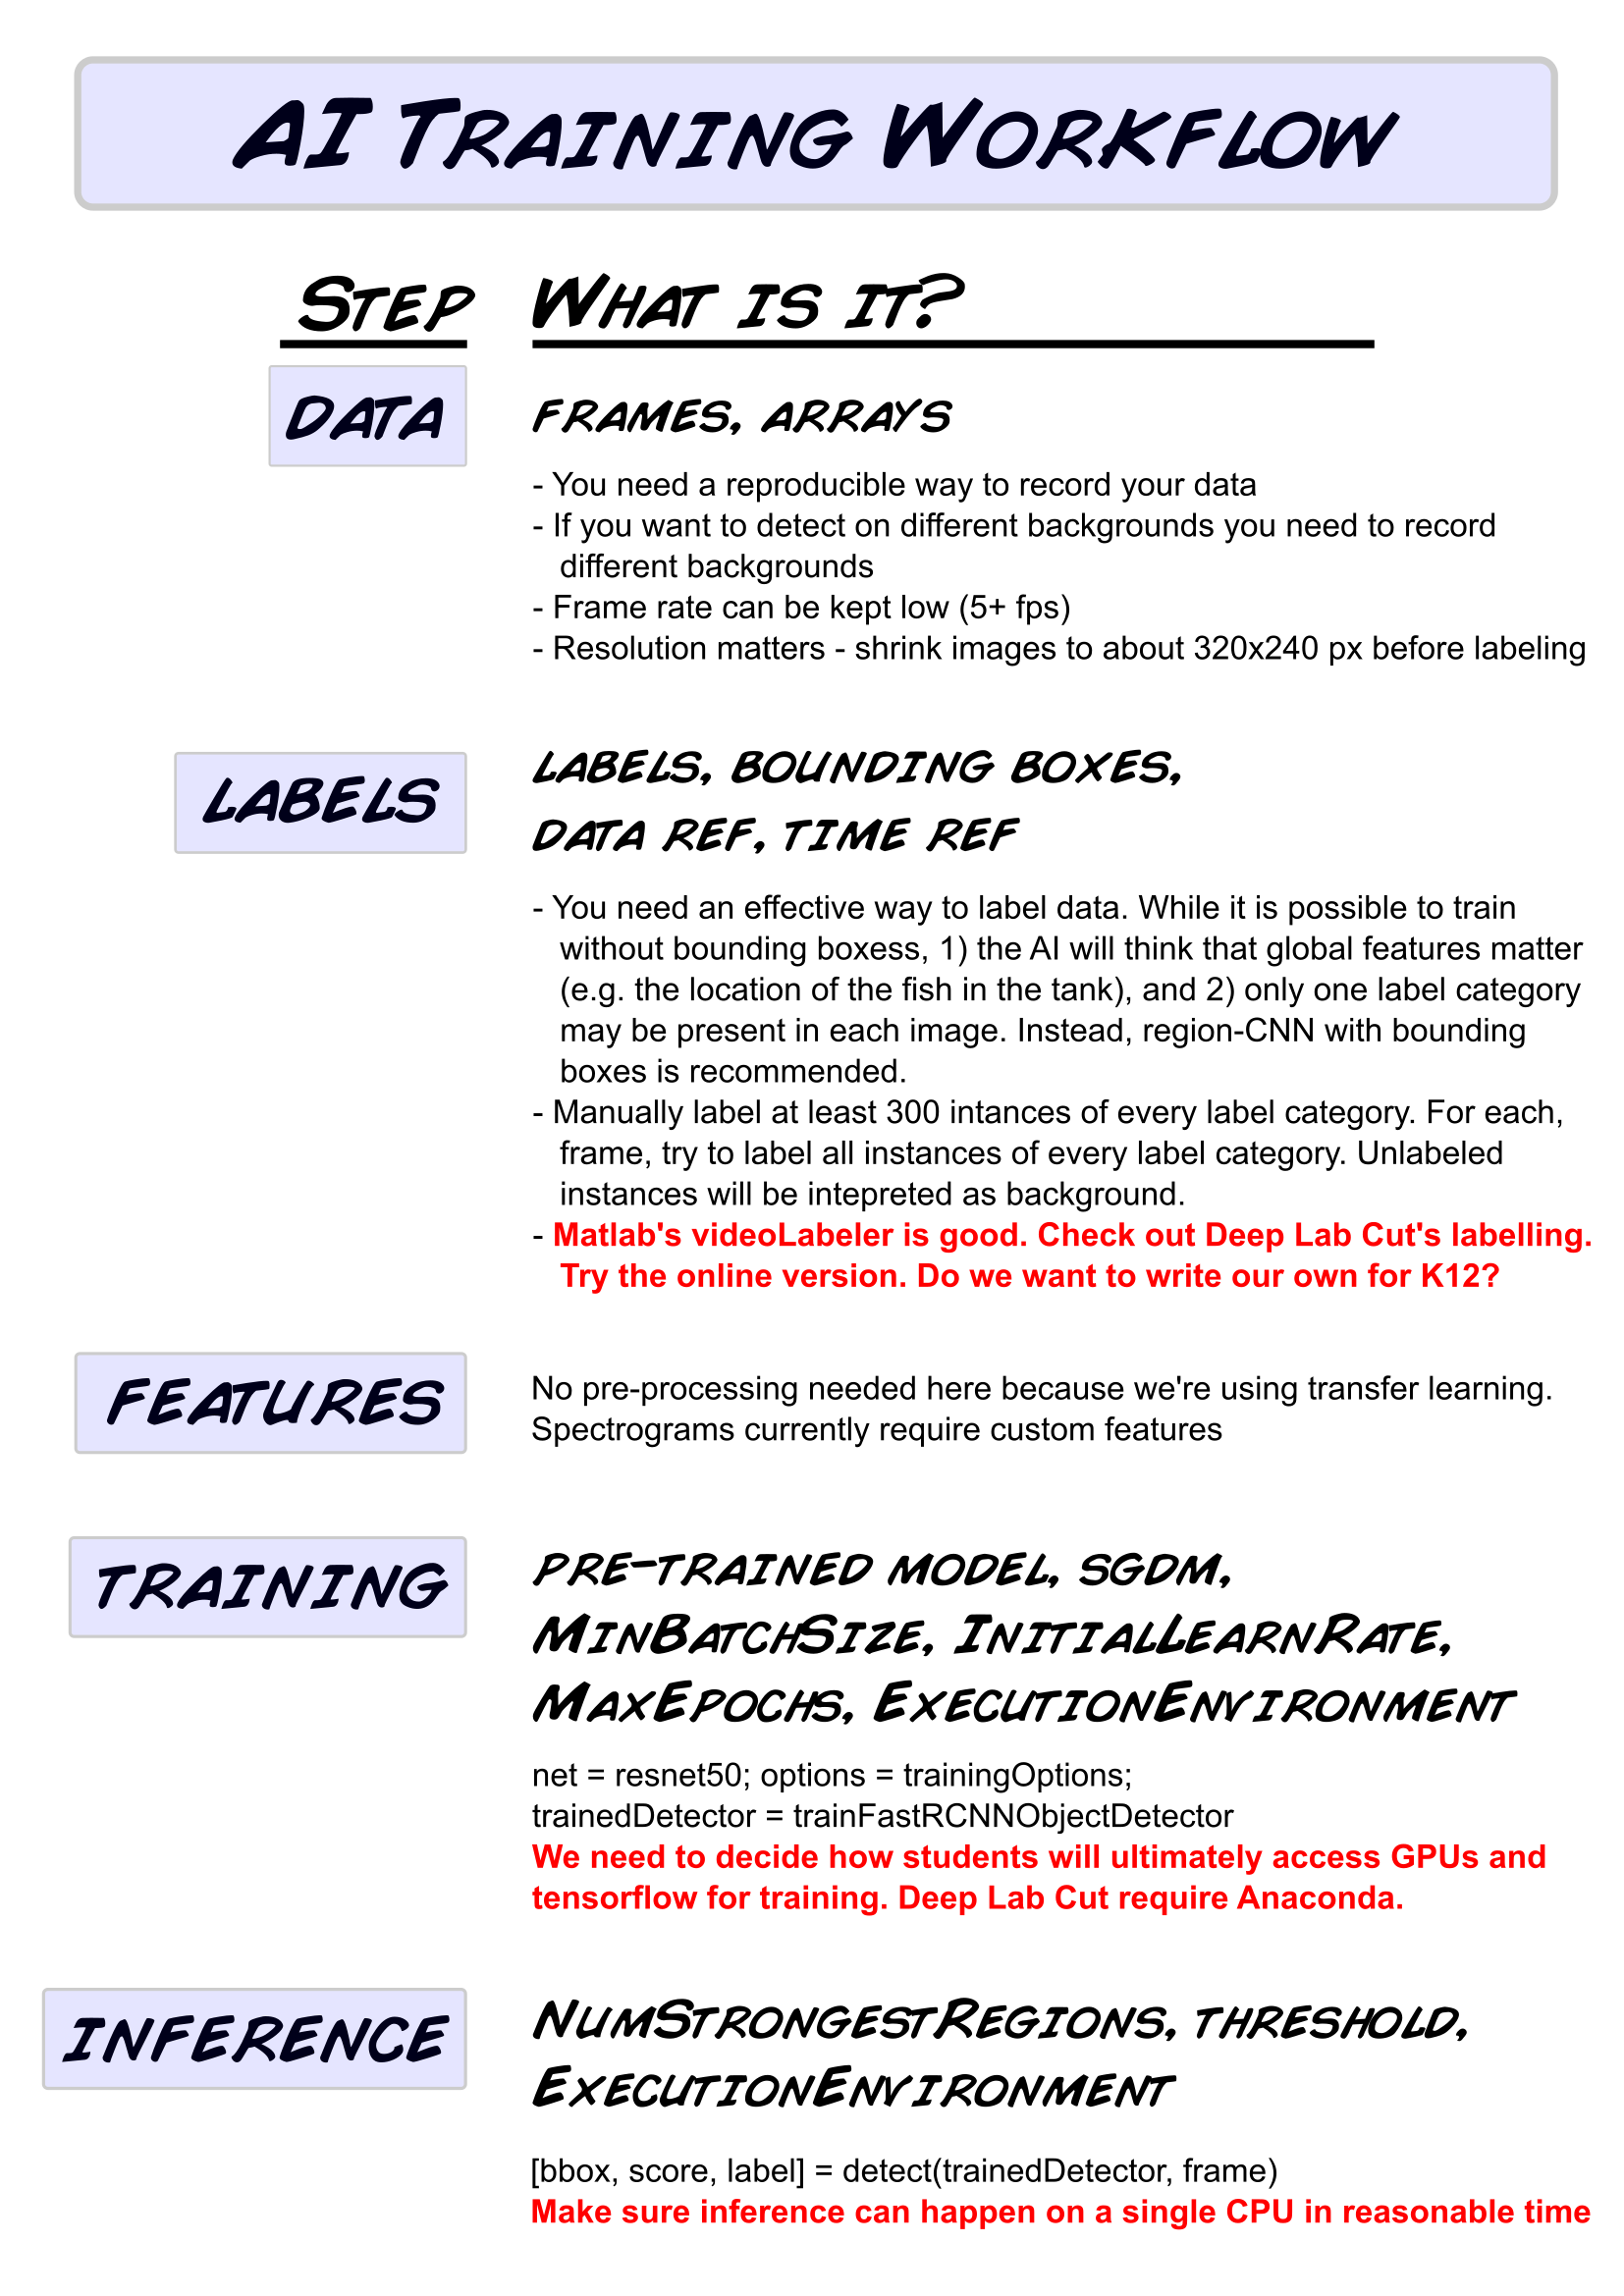 AI Training Workflow
Step What is it?
data frames, arrays
- You need a reproducible way to record your data
- If you want to detect on different backgrounds you need to record
different backgrounds
- Frame rate can be kept low (5+ fps)
- Resolution matters - shrink images to about 320x240 px before labeling
labels labels, bounding boxes,
data ref, time ref
- You need an effective way to label data. While it is possible to train
without bounding boxess, 1) the AI will think that global features matter
(e.g. the location of the fish in the tank), and 2) only one label category
may be present in each image. Instead, region-CNN with bounding
boxes is recommended.
- Manually label at least 300 intances of every label category. For each,
frame, try to label all instances of every label category. Unlabeled
instances will be intepreted as background.
- Matlab's videoLabeler is good. Check out Deep Lab Cut's labelling.
Try the online version. Do we want to write our own for K12?
features
No pre-processing needed here because we're using transfer learning.
Spectrograms currently require custom features
training pre-trained model, sgdm,
MinBatchSize, InitialLearnRate,
MaxEpochs, ExecutionEnvironment
net = resnet50; options = trainingOptions;
trainedDetector = trainFastRCNNObjectDetector
We need to decide how students will ultimately access GPUs and
tensorflow for training. Deep Lab Cut require Anaconda.
inference NumStrongestRegions, threshold,
ExecutionEnvironment
[bbox, score, label] = detect(trainedDetector, frame)
Make sure inference can happen on a single CPU in reasonable time